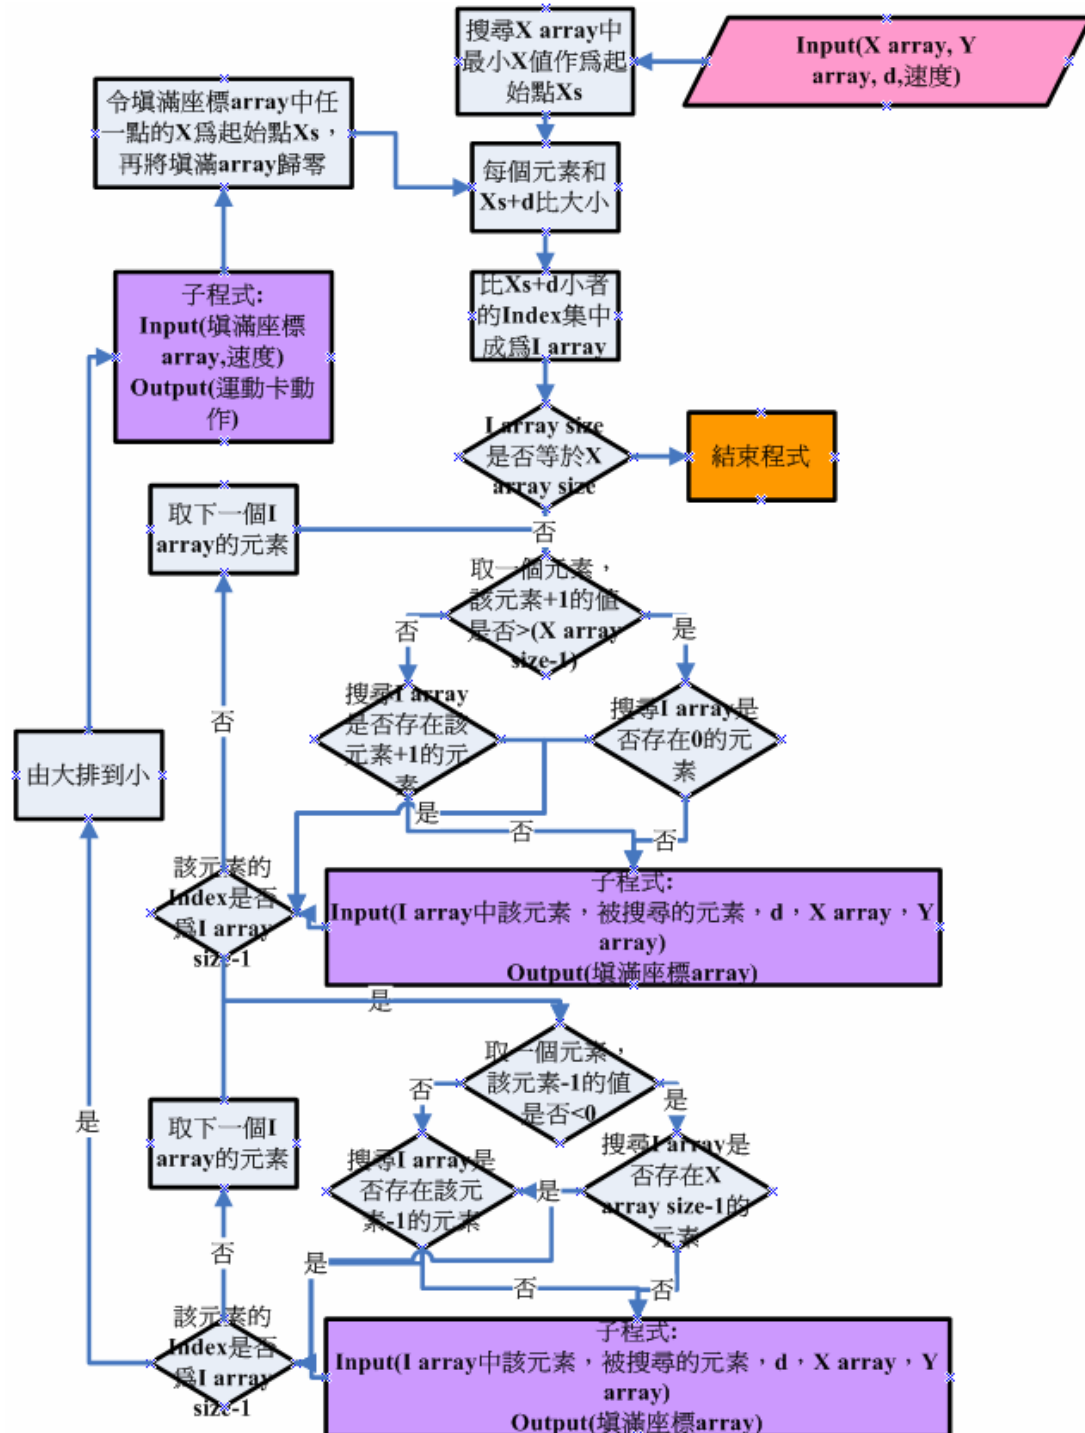 搜尋X array中
最小X值作爲起
始點Xs
Input(X array, Y
array, d,速度)
令塡滿座標array中任
一點的X爲起始點Xs，
再將塡滿array歸零
每個元素和
Xs+d比大小
子程式:
Input(塡滿座標
array,速度)
Output(運動卡動
作)
比Xs+d小者
的Index集中
成爲I array
I array size
是否等於X
array size
結束程式
取下一個I
array的元素
否
取一個元素，
該元素+1的值
是否>(X array
size-1)
否
是
搜尋I array
是否存在該
元素+1的元
素
搜尋I array是
否存在0的元
素
否
由大排到小
是
否
否
該元素的
Index是否
爲I array
size-1
子程式:
Input(I array中該元素，被搜尋的元素，d，X array，Y
array)
Output(塡滿座標array)
是
取一個元素，
該元素-1的值
是否<0
否
是
是
取下一個I
array的元素
搜尋I array是
否存在該元
素-1的元素
是
搜尋I array是
否存在X
array size-1的
元素
否
是
否
否
該元素的
Index是否
爲I array
size-1
子程式:
Input(I array中該元素，被搜尋的元素，d，X array，Y
array)
Output(塡滿座標array)